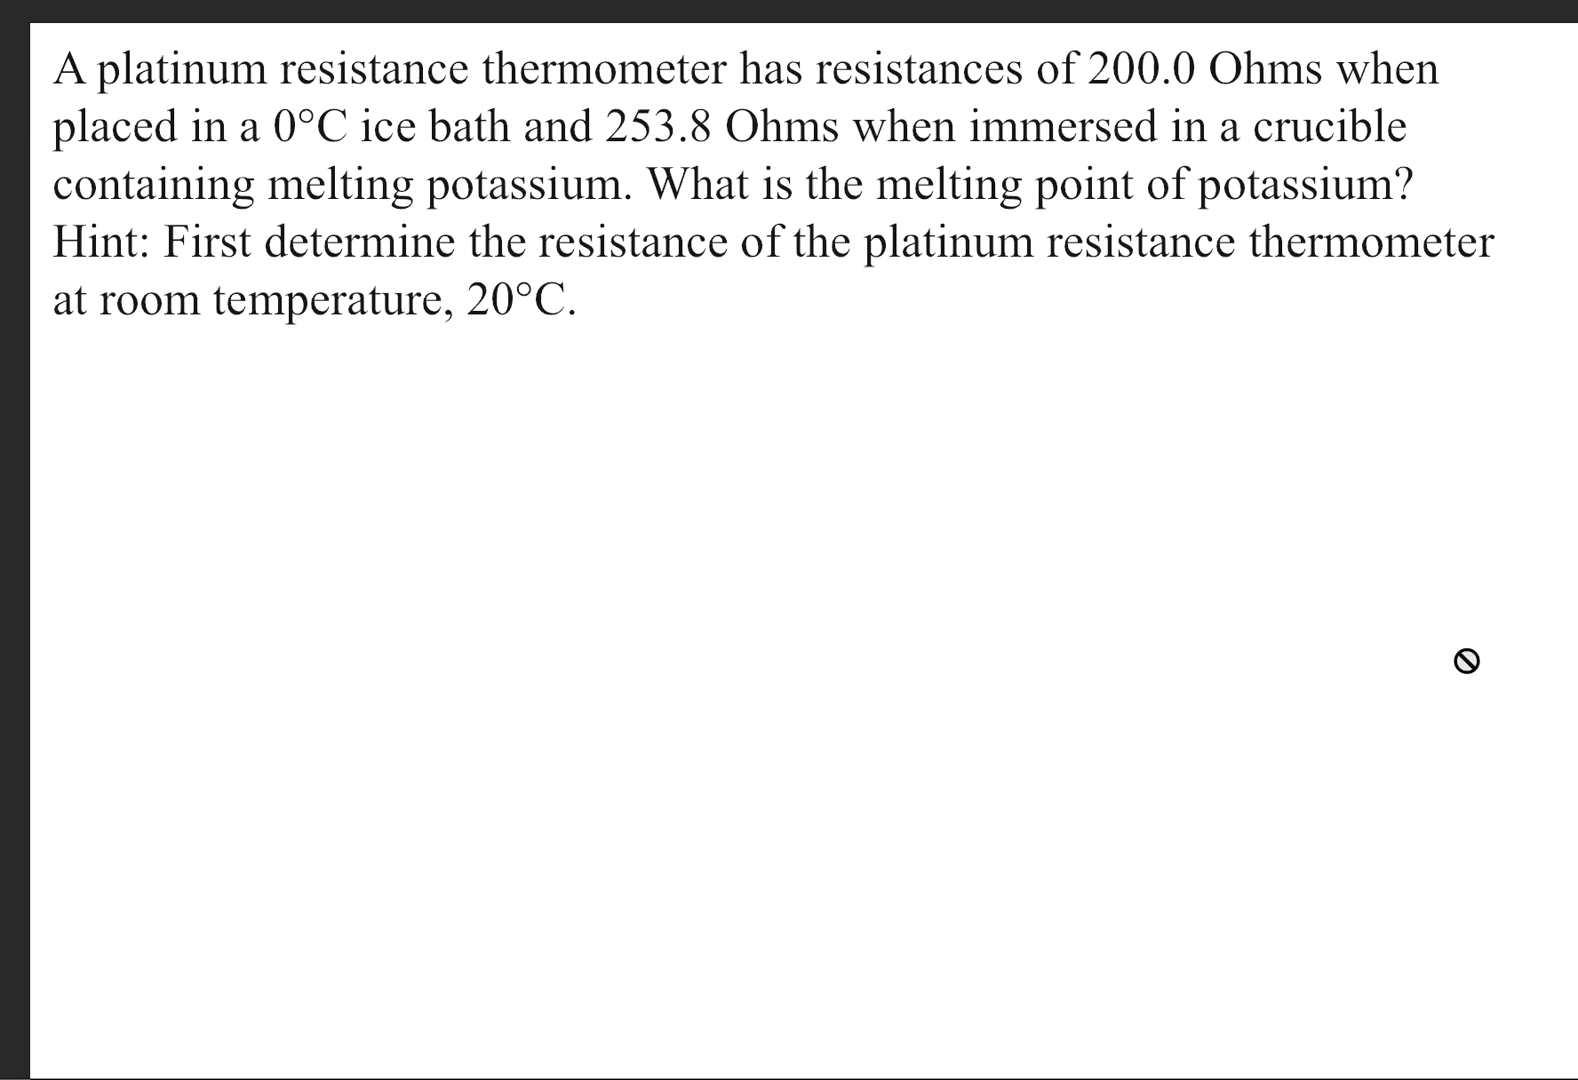 A platinum resistance thermometer has resistances of 200.0 Ohms when
placed in a 0°C ice bath and 253.8 Ohms when immersed in a crucible
containing melting potassium. What is the melting point of potassium?
Hint: First determine the resistance of the platinum resistance thermometer
at room temperature, 20°C.